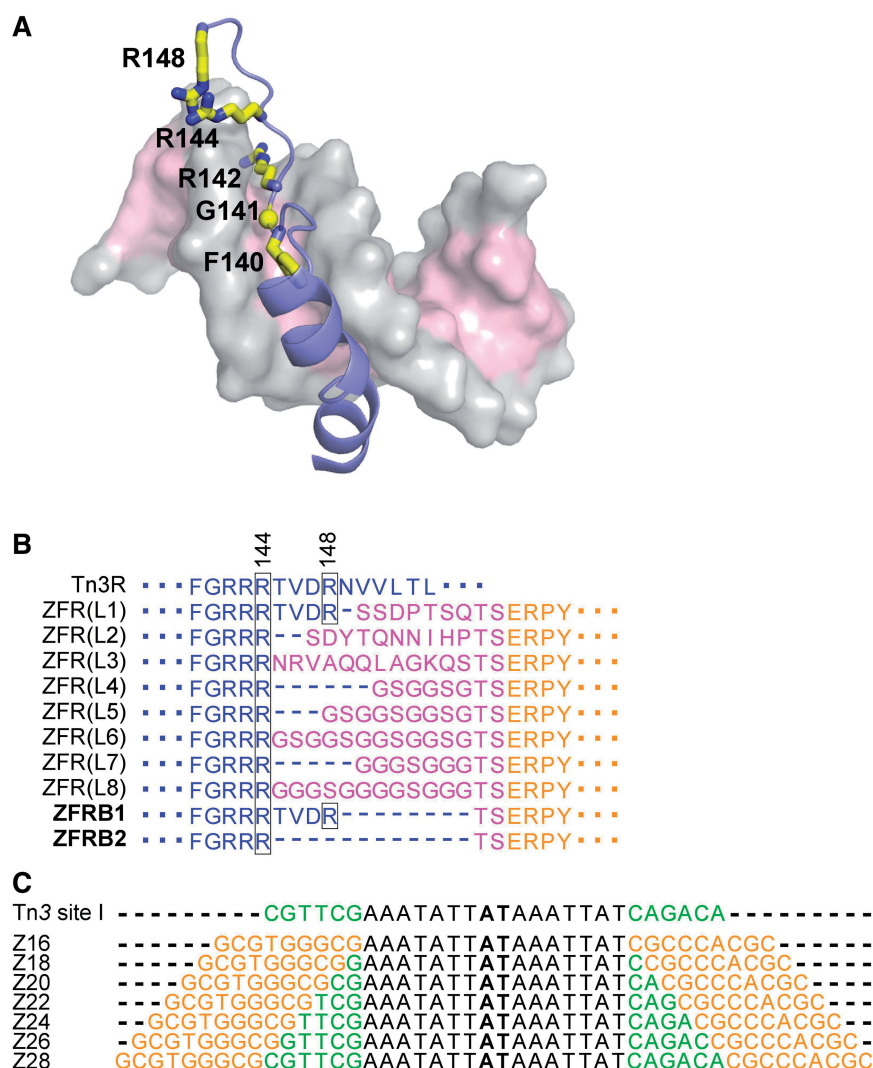 A
R148
R144
R142
G141
F140
B
144 148
Tn3R ···FGRRRTVDRNVVLTL···
ZFR(L1) ···FGRRRTVDR-SSDPTSQTSERPY···
ZFR(L2) ···FGRRR--SDYTQNNIHPTSERPY···
ZFR(L3) ···FGRRRNRVAQQLAGKQSTSERPY···
ZFR(L4) ···FGRRR------GSGGSGTSERPY···
ZFR(L5) ···FGRRR---GSGGSGGSGTSERPY···
ZFR(L6) ···FGRRRGSGGSGGSGGSGTSERPY···
ZFR(L7) ···FGRRR-----GGGSGGGTSERPY···
ZFR(L8) ···FGRRRGGGSGGGGSGGGTSERPY···
ZFRB1 ···FGRRRTVDR--------TSERPY···
ZFRB2 ···FGRRR------------TSERPY···
C
Tn3 site I ---------CGTTCGAAATATTATAAATTATCAGACA---------
Z16 ------GCGTGGGCGAAATATTATAAATTATCGCCCACGC------
Z18 -----GCGTGGGCGGAAATATTATAAATTATCCGCCCACGC-----
Z20 ----GCGTGGGCGCGAAATATTATAAATTATCACGCCCACGC----
Z22 ---GCGTGGGCGTCGAAATATTATAAATTATCAGCGCCCACGC---
Z24 --GCGTGGGCGTTCGAAATATTATAAATTATCAGACGCCCACGC--
Z26 -GCGTGGGCGGTTCGAAATATTATAAATTATCAGACCGCCCACGC-
Z28 GCGTGGGCGCGTTCGAAATATTATAAATTATCAGACACGCCCACGC